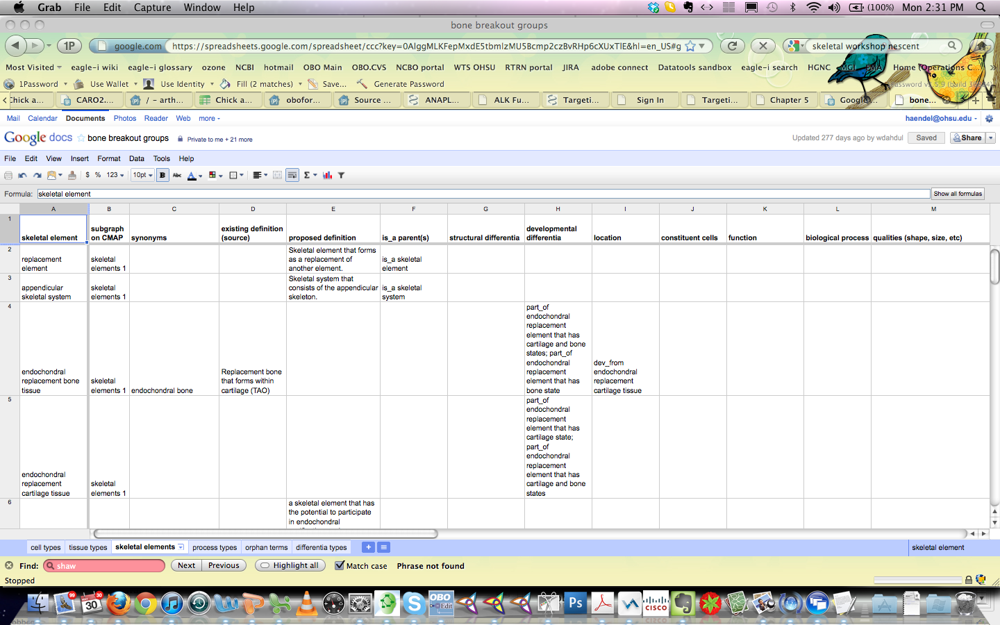 Grab File Edit Capture Window Help (100%) Mon 2:31 PM
bone breakout groups
1P google.com https://spreadsheets.google.com/spreadsheet/ccc?key=0AlggMLKFepMxdE5tbmlzMU5Bcmp2czBvRHp6cXUxTlE&hl=en_US#g skeletal workshop nescent
Most Visited eagle-i wiki eagle-i glossary ozone NCBI hotmail OBO Main OBO CVS NCBO portal WTS OHSU RTRN portal JIRA adobe connect Datatools sandbox eagle-i search HGNC MGI PMA Home (Operations C...
1Password Use Wallet Use Identity Fill (2 matches) Save... Generate Password
Chick a... CARO2... / - arth... Chick a... obofor... Source ... ANAPL... ALK Fu... Targeti... Sign In Targeti... Chapter 5 Google... bone...
Mail Calendar Documents Photos Reader Web more haendel@ohsu.edu
Google docs bone breakout groups Private to me + 21 more Updated 277 days ago by wdahdul Saved Share
File Edit View Insert Format Data Tools Help
$ % 123 10pt B Abc A Σ
Formula: skeletal element Show all formulas
A B C D E F G H I J K L M
1
skeletal element
subgraph
on CMAP
synonyms
existing definition
(source)
proposed definition
is_a parent(s)
structural differentia
developmental
differentia
location
constituent cells
function
biological process
qualities (shape, size, etc)
2
replacement
element
skeletal
elements 1
Skeletal element that forms
as a replacement of
another element.
is_a skeletal
element
3
appendicular
skeletal system
skeletal
elements 1
Skeletal system that
consists of the appendicular
skeleton.
is_a skeletal
system
4
endochondral
replacement bone
tissue
skeletal
elements 1
endochondral bone
Replacement bone
that forms within
cartilage (TAO)
part_of
endochondral
replacement
element that has
cartilage and bone
states; part_of
endochondral
replacement
element that has
bone state
dev_from
endochondral
replacement
cartilage tissue
5
endochondral
replacement
cartilage tissue
skeletal
elements 1
part_of
endochondral
replacement
element that has
cartilage state;
part_of
endochondral
replacement
element that has
cartilage and bone
states
6
a skeletal element that has
the potential to participate
in endochondral
cell types tissue types skeletal elements process types orphan terms differentia types skeletal element
Find: shaw Next Previous Highlight all Match case Phrase not found
Stopped
99 MAY 30 30 OBO Edit Ps CISCO